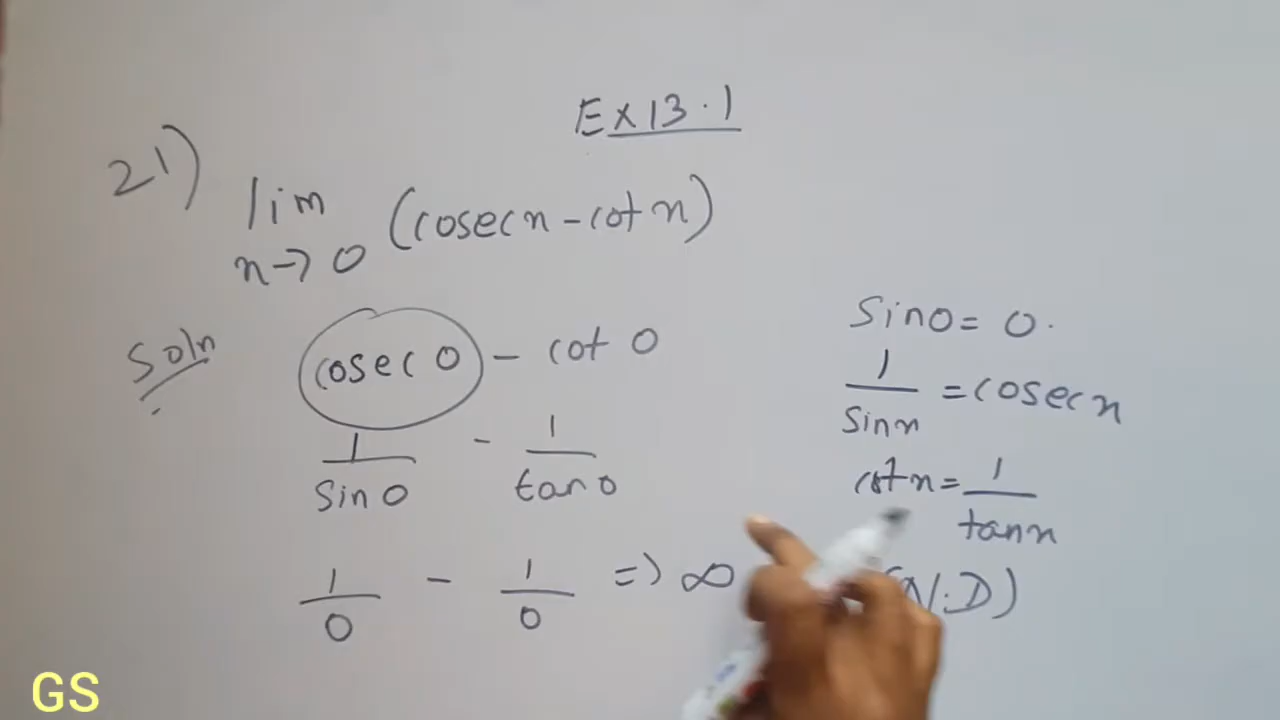 Ex 13.1
21) lim (cosec x - cot x)
x → 0
Soln
cosec 0 - cot 0
1/sin 0 - 1/tan 0
1/0 - 1/0 => ∞
(N.D)
sin 0 = 0.
1/sin x = cosec x
cot x = 1/tan x
GS